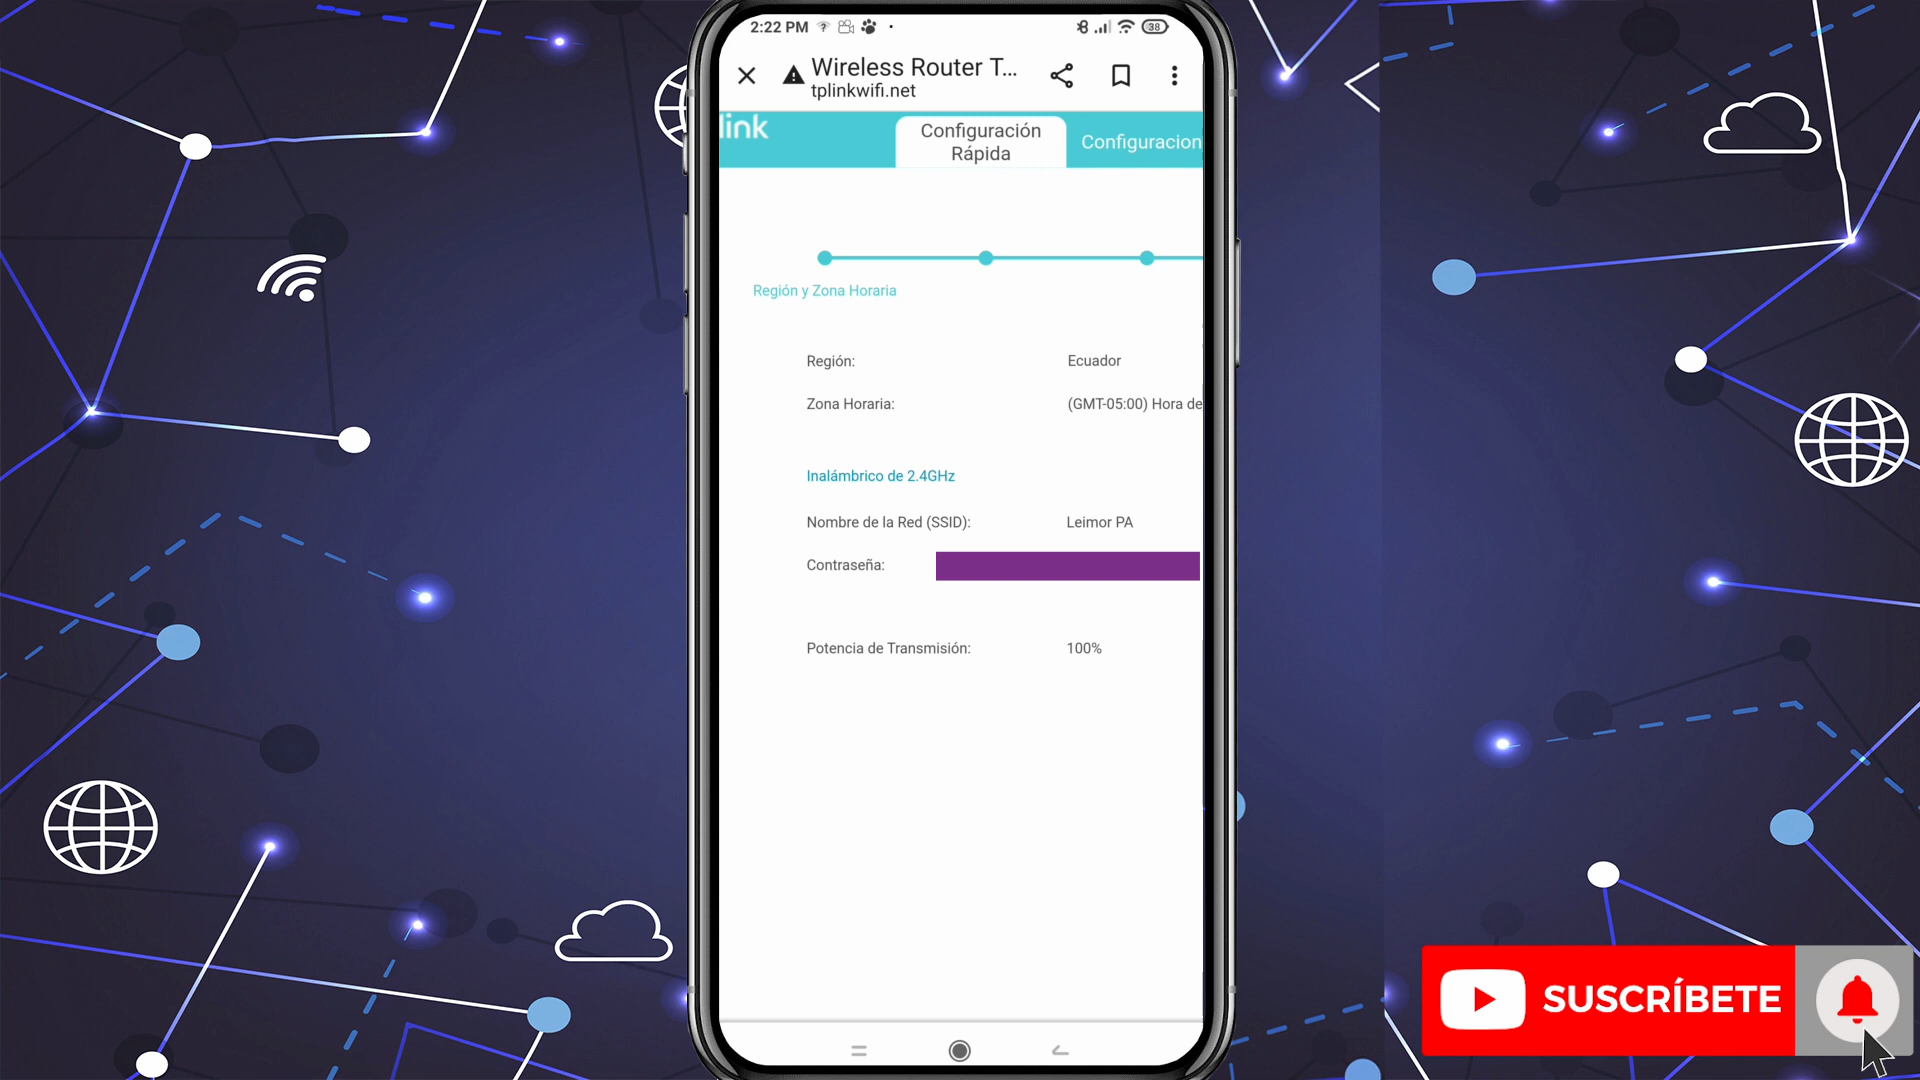 2:22 PM
38
Wireless Router T...
tplinkwifi.net
link
Configuración
Rápida
Configuracion
Región y Zona Horaria
Región: Ecuador
Zona Horaria: (GMT-05:00) Hora de
Inalámbrico de 2.4GHz
Nombre de la Red (SSID): Leimor PA
Contraseña:
Potencia de Transmisión: 100%
SUSCRÍBETE